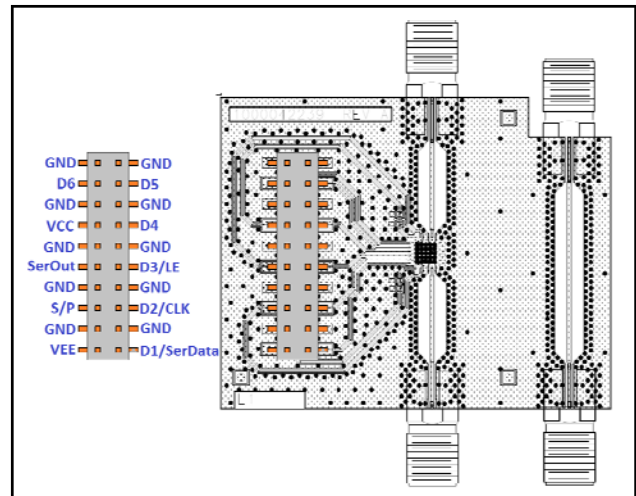 GND GND
D6 D5
GND GND
VCC D4
GND GND
SerOut D3/LE
GND GND
S/P D2/CLK
GND GND
VEE D1/SerData